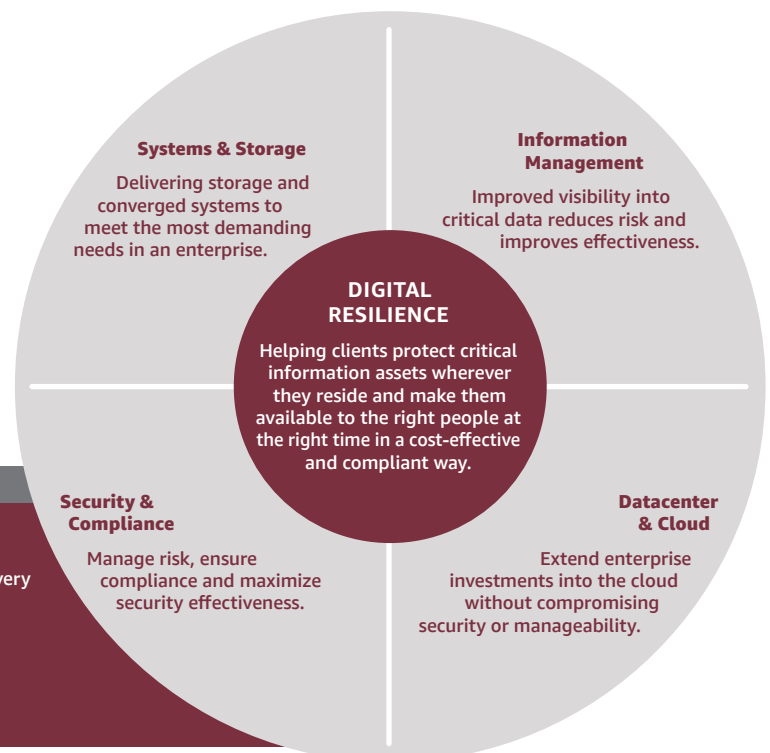 Systems & Storage
Delivering storage and
converged systems to
meet the most demanding
needs in an enterprise.
Information
Management
Improved visibility into
critical data reduces risk and
improves effectiveness.
DIGITAL
RESILIENCE
Helping clients protect critical
information assets wherever
they reside and make them
available to the right people at
the right time in a cost-effective
and compliant way.
Security &
Compliance
Manage risk, ensure
compliance and maximize
security effectiveness.
Datacenter
& Cloud
Extend enterprise
investments into the cloud
without compromising
security or manageability.